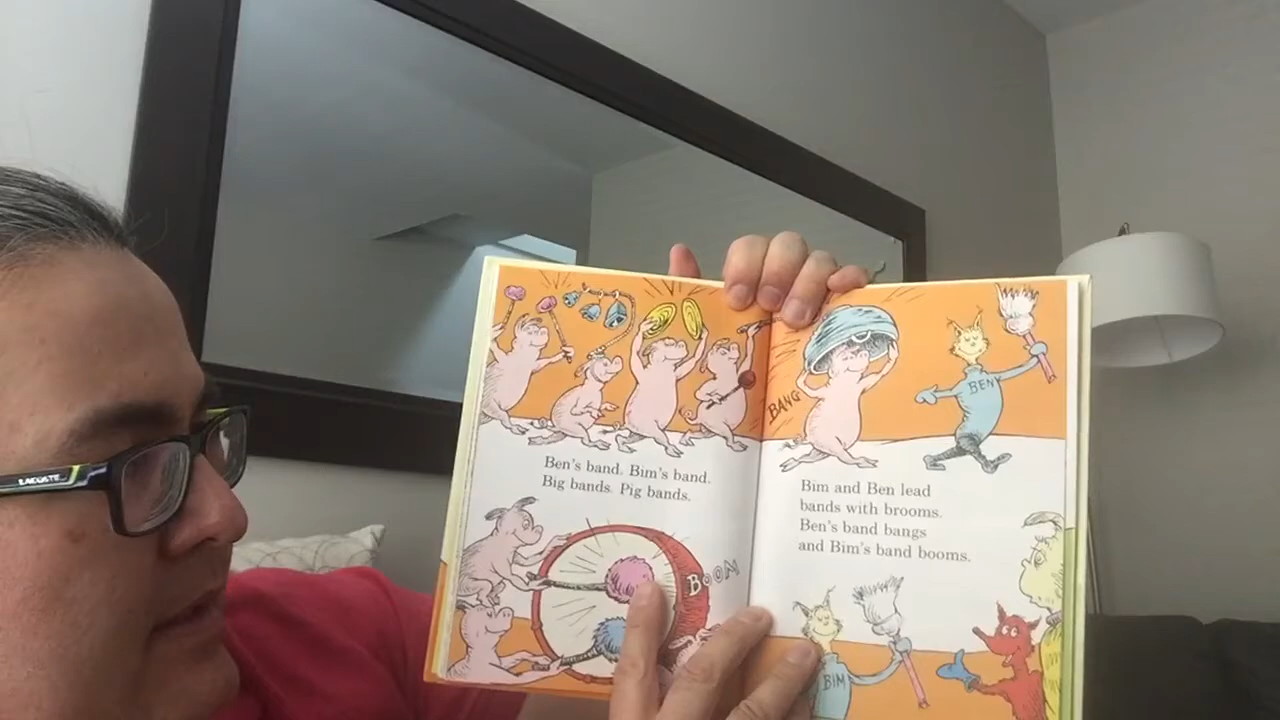 LACOSTE
BANG
BEN
Ben's band. Bim's band.
Big bands. Pig bands.
Bim and Ben lead
bands with brooms.
Ben's band bangs
and Bim's band booms.
BOOM
BIM